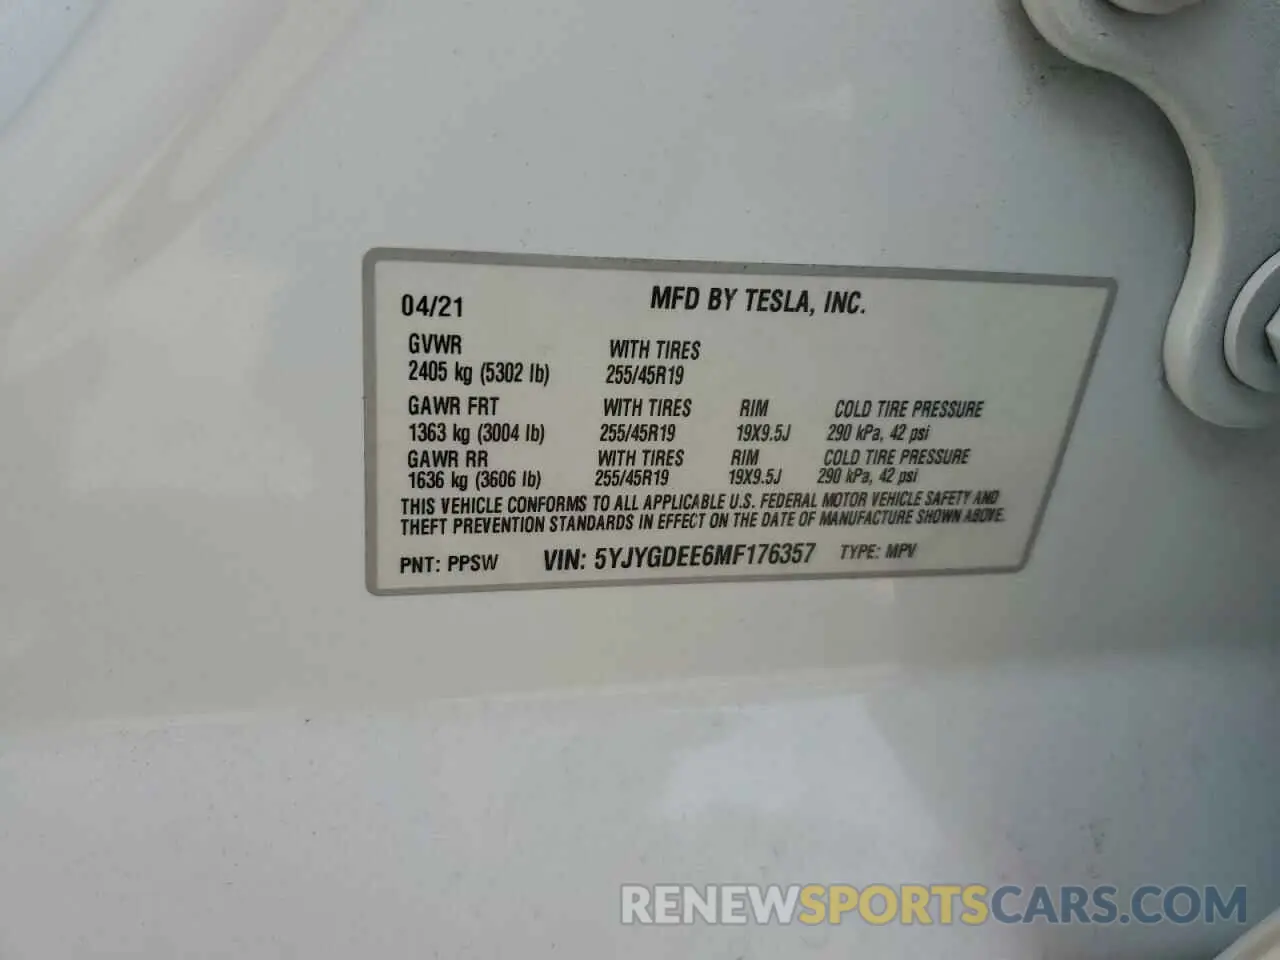 04/21 MFD BY TESLA, INC.
GVWR WITH TIRES
2405 kg (5302 lb) 255/45R19
GAWR FRT WITH TIRES RIM COLD TIRE PRESSURE
1363 kg (3004 lb) 255/45R19 19X9.5J 290 kPa, 42 psi
GAWR RR WITH TIRES RIM COLD TIRE PRESSURE
1636 kg (3606 lb) 255/45R19 19X9.5J 290 kPa, 42 psi
THIS VEHICLE CONFORMS TO ALL APPLICABLE U.S. FEDERAL MOTOR VEHICLE SAFETY AND
THEFT PREVENTION STANDARDS IN EFFECT ON THE DATE OF MANUFACTURE SHOWN ABOVE.
PNT: PPSW VIN: 5YJYGDEE6MF176357 TYPE: MPV
RENEWSPORTSCARS.COM